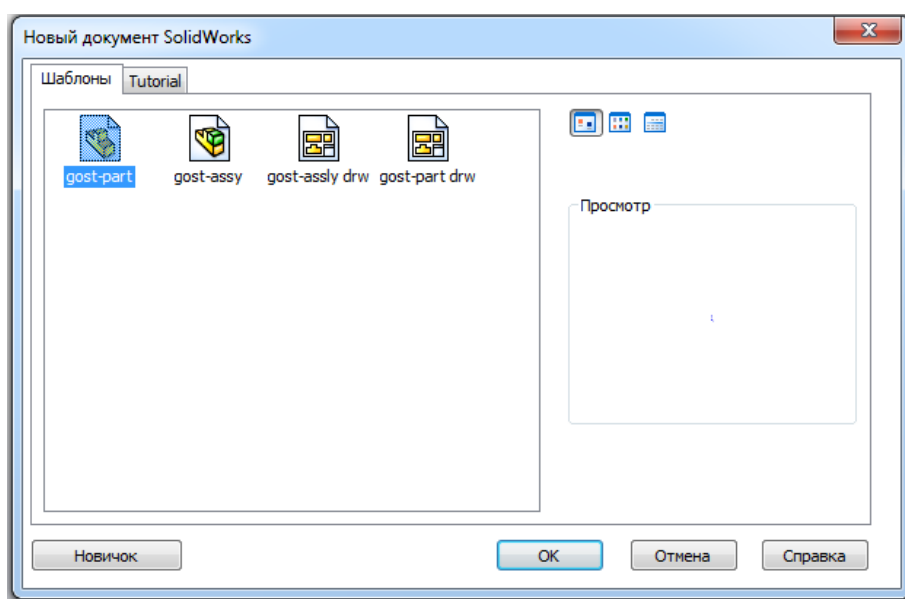 Новый документ SolidWorks
Шаблоны Tutorial
gost-part gost-assy gost-assly drw gost-part drw
Просмотр
Новичок OK Отмена Справка